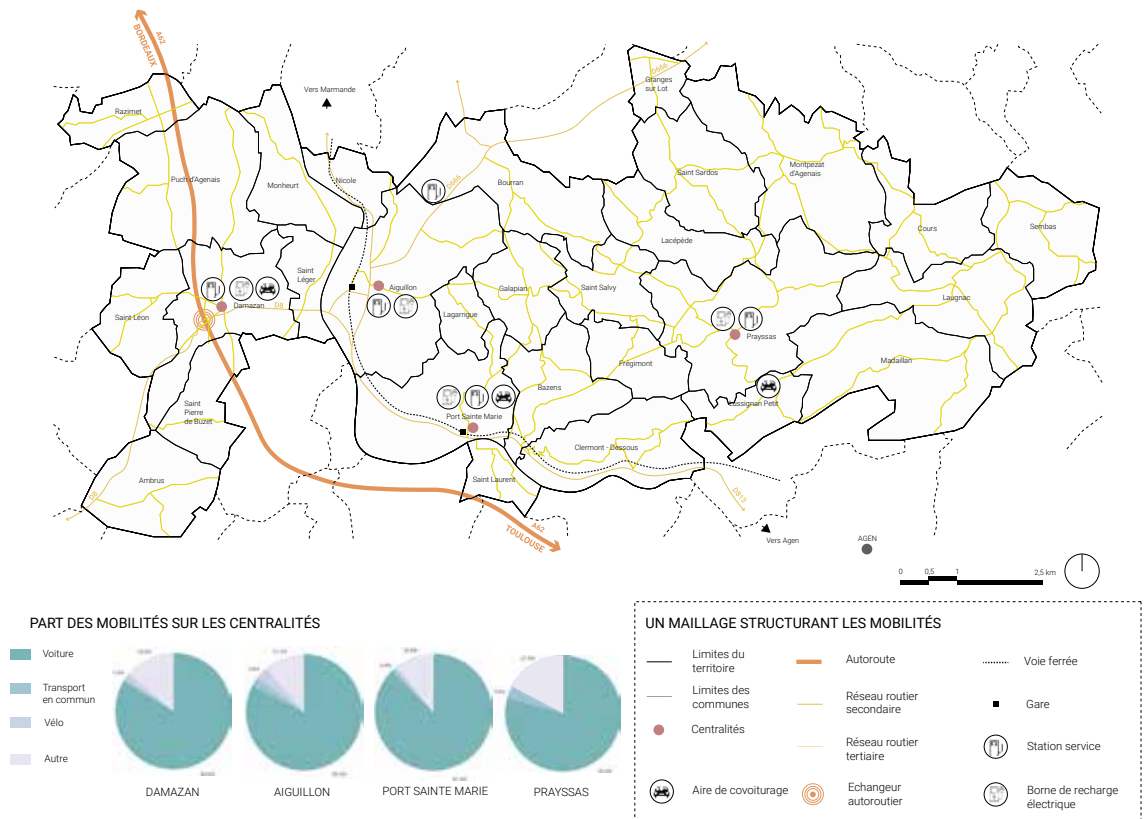 BORDEAUX
A62
Vers Marmande
D666
Granges
sur Lot
Razimet
Puch d'Agenais
Monheurt
Nicole
D666
Bourran
Saint Sardos
Montpezat
d'Agenais
Cours
Sembas
Lacépède
Saint
Léger
Aiguillon
Galapian
Saint Salvy
Laugnac
Damazan
D8
Saint Léon
Lagarrigue
Prayssas
Madaillan
Frégimont
Bazens
Lussignan Petit
Saint
Pierre
de Buzet
Port Sainte Marie
Clermont - Dessous
Ambrus
D8
Saint Laurent
D813
A62
TOULOUSE
Vers Agen
AGEN
0 0,5 1 2,5 km
PART DES MOBILITÉS SUR LES CENTRALITÉS
Voiture
Transport
en commun
Vélo
Autre
DAMAZAN
AIGUILLON
PORT SAINTE MARIE
PRAYSSAS
UN MAILLAGE STRUCTURANT LES MOBILITÉS
Limites du
territoire
Limites des
communes
Centralités
Aire de covoiturage
Autoroute
Réseau routier
secondaire
Réseau routier
tertiaire
Echangeur
autoroutier
Voie ferrée
Gare
Station service
Borne de recharge
électrique